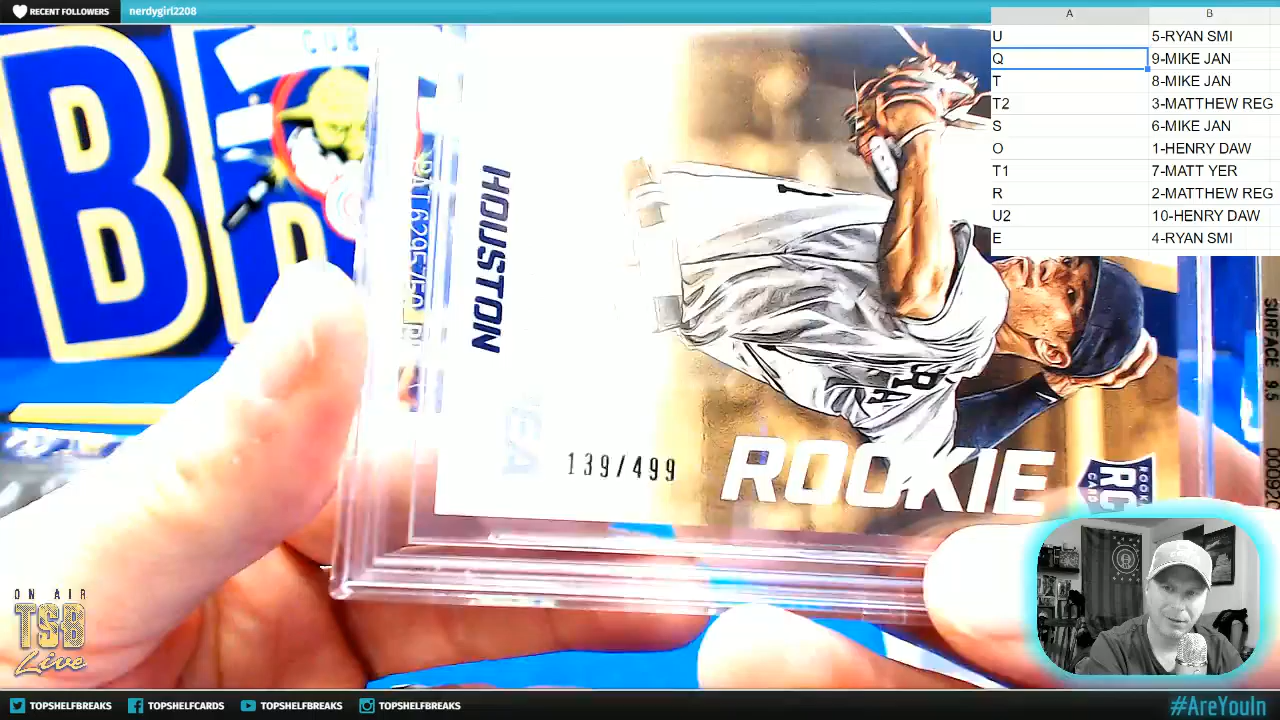 RECENT FOLLOWERS nerdygirl2208
A B
U 5-RYAN SMI
Q 9-MIKE JAN
T 8-MIKE JAN
T2 3-MATTHEW REG
S 6-MIKE JAN
O 1-HENRY DAW
T1 7-MATT YER
R 2-MATTHEW REG
U2 10-HENRY DAW
E 4-RYAN SMI
HOUSTON
139/499
ROOKIE
SURFACE 9.5
ON AIR
TSB
Live
TOPSHELFBREAKS TOPSHELFCARDS TOPSHELFBREAKS TOPSHELFBREAKS #AreYouIn